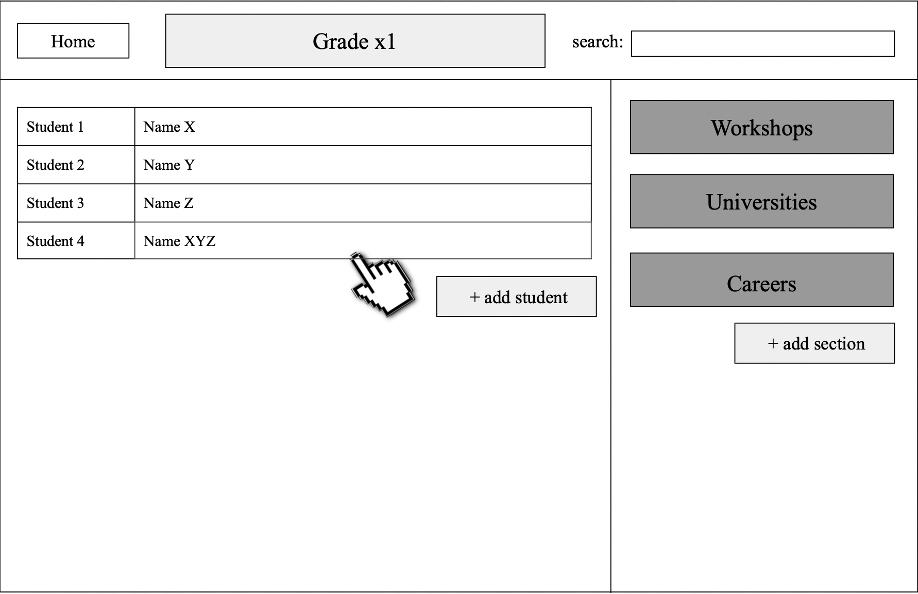 Home
Grade x1
search:
Student 1 Name X
Student 2 Name Y
Student 3 Name Z
Student 4 Name XYZ
+ add student
Workshops
Universities
Careers
+ add section